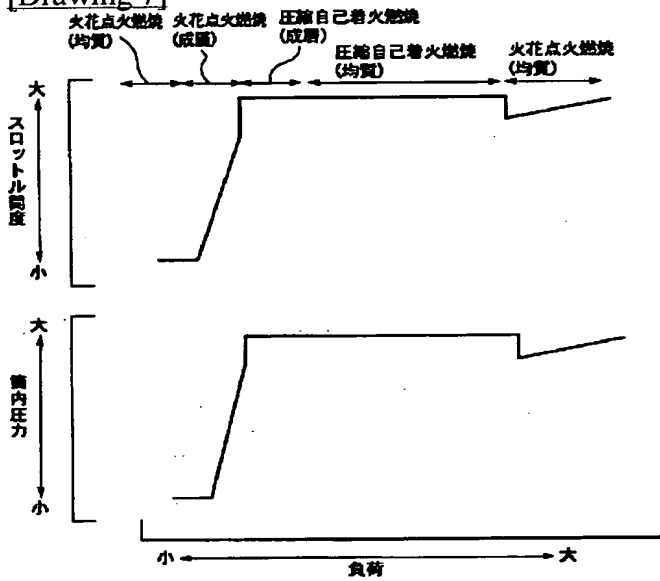 [Drawing 7]
火花点火燃焼
(均質)
火花点火燃焼
(成層)
圧縮自己着火燃焼
(成層)
圧縮自己着火燃焼
(均質)
火花点火燃焼
(均質)
大
スロットル開度
小
大
筒内圧力
小
小
大
負荷